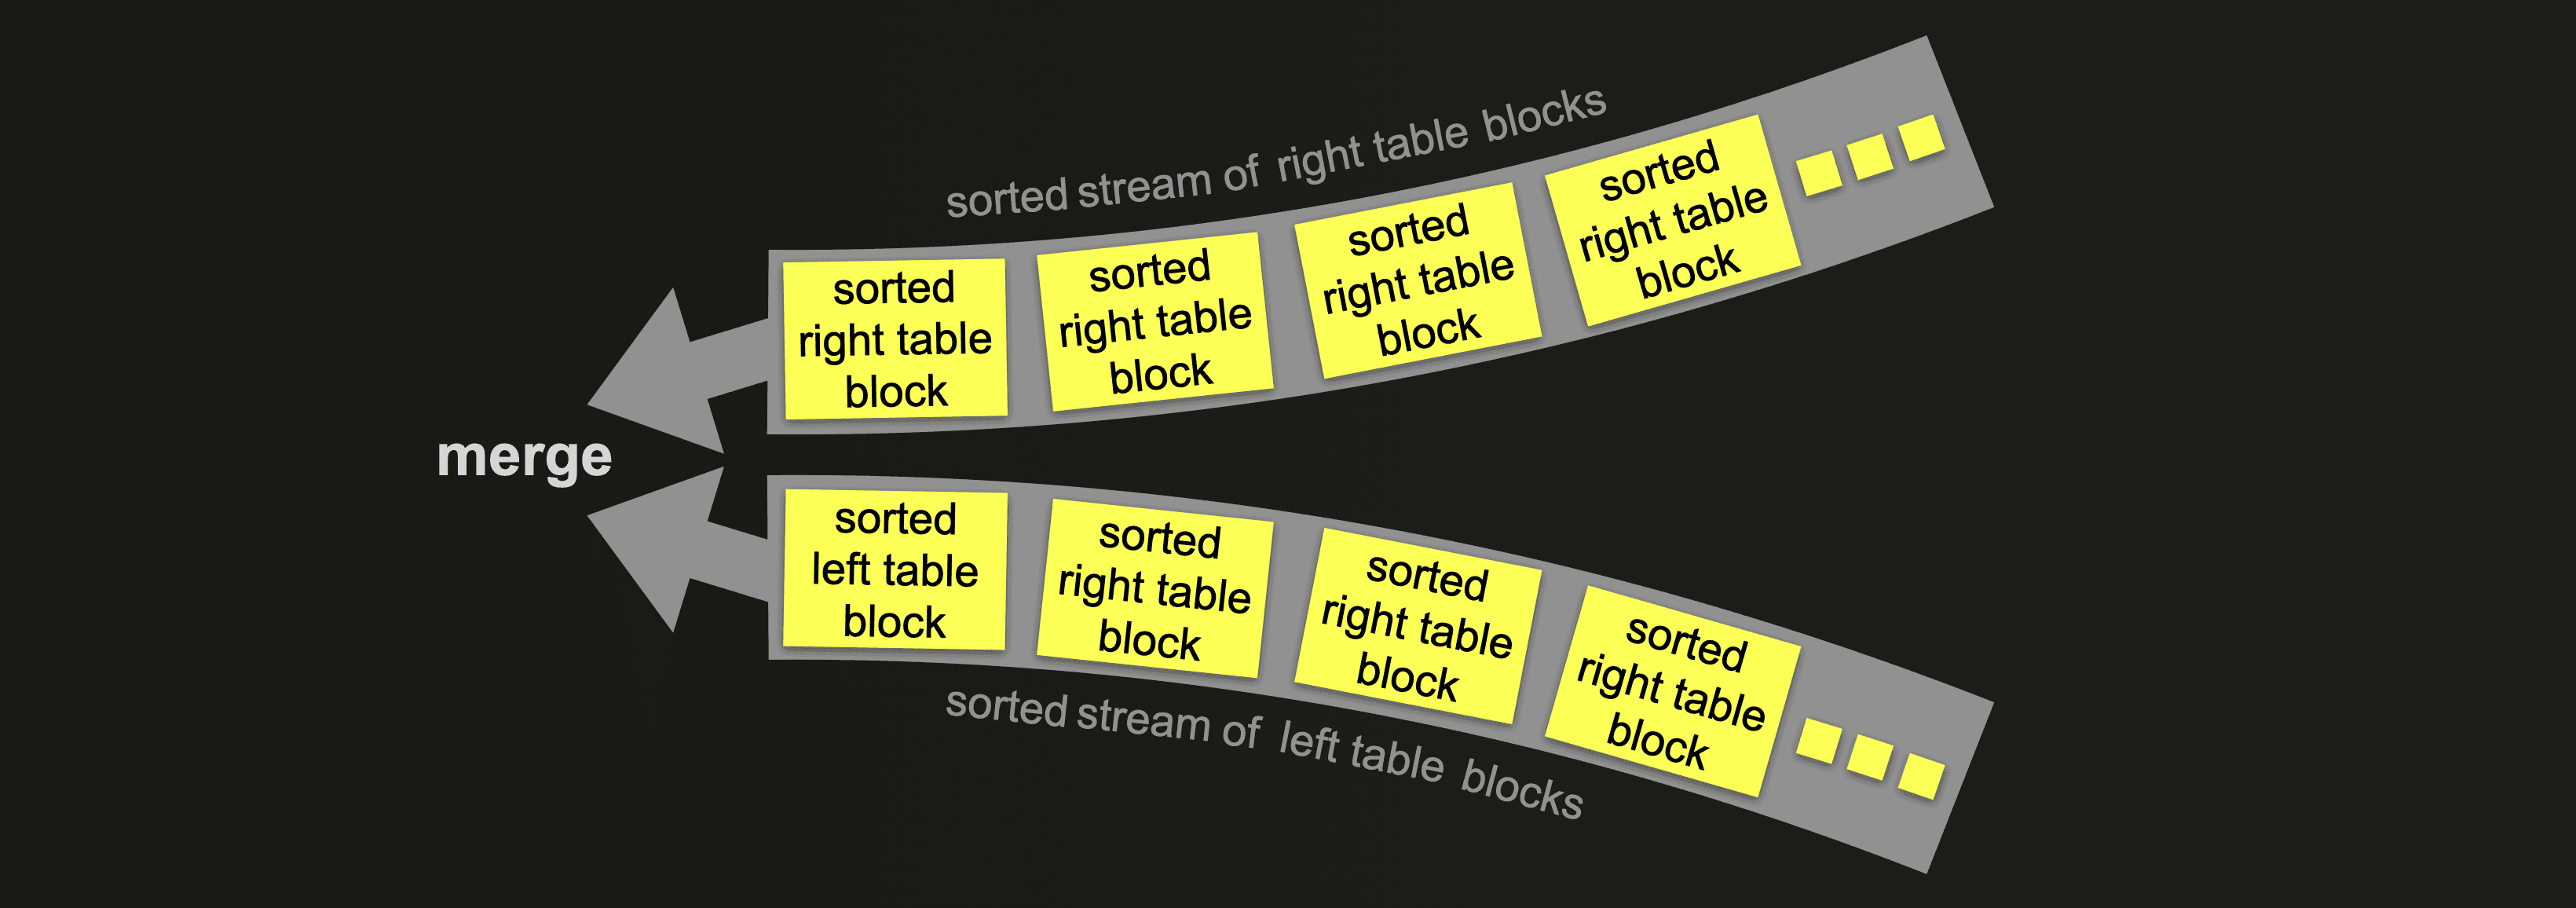 sorted stream of right table blocks
sorted
right table
block
sorted
right table
block
sorted
right table
block
sorted
right table
block
merge
sorted
left table
block
sorted
right table
block
sorted
right table
block
sorted
right table
block
sorted stream of left table blocks